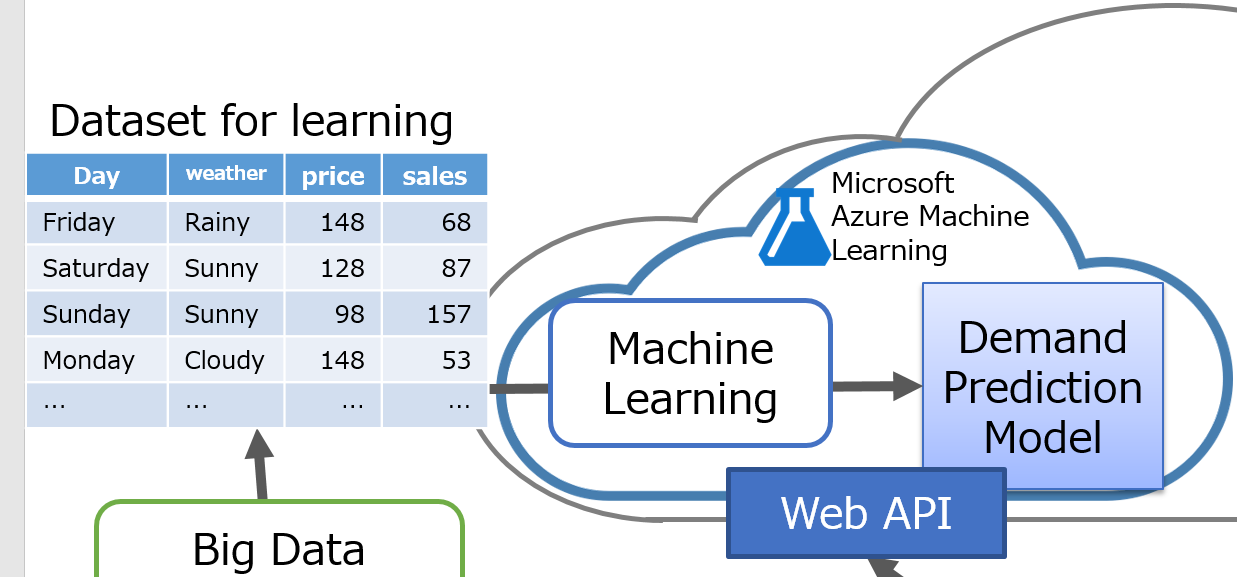 Dataset for learning
Day weather price sales
Friday Rainy 148 68
Saturday Sunny 128 87
Sunday Sunny 98 157
Monday Cloudy 148 53
... ... ... ...
Big Data
Microsoft
Azure Machine
Learning
Machine
Learning
Demand
Prediction
Model
Web API